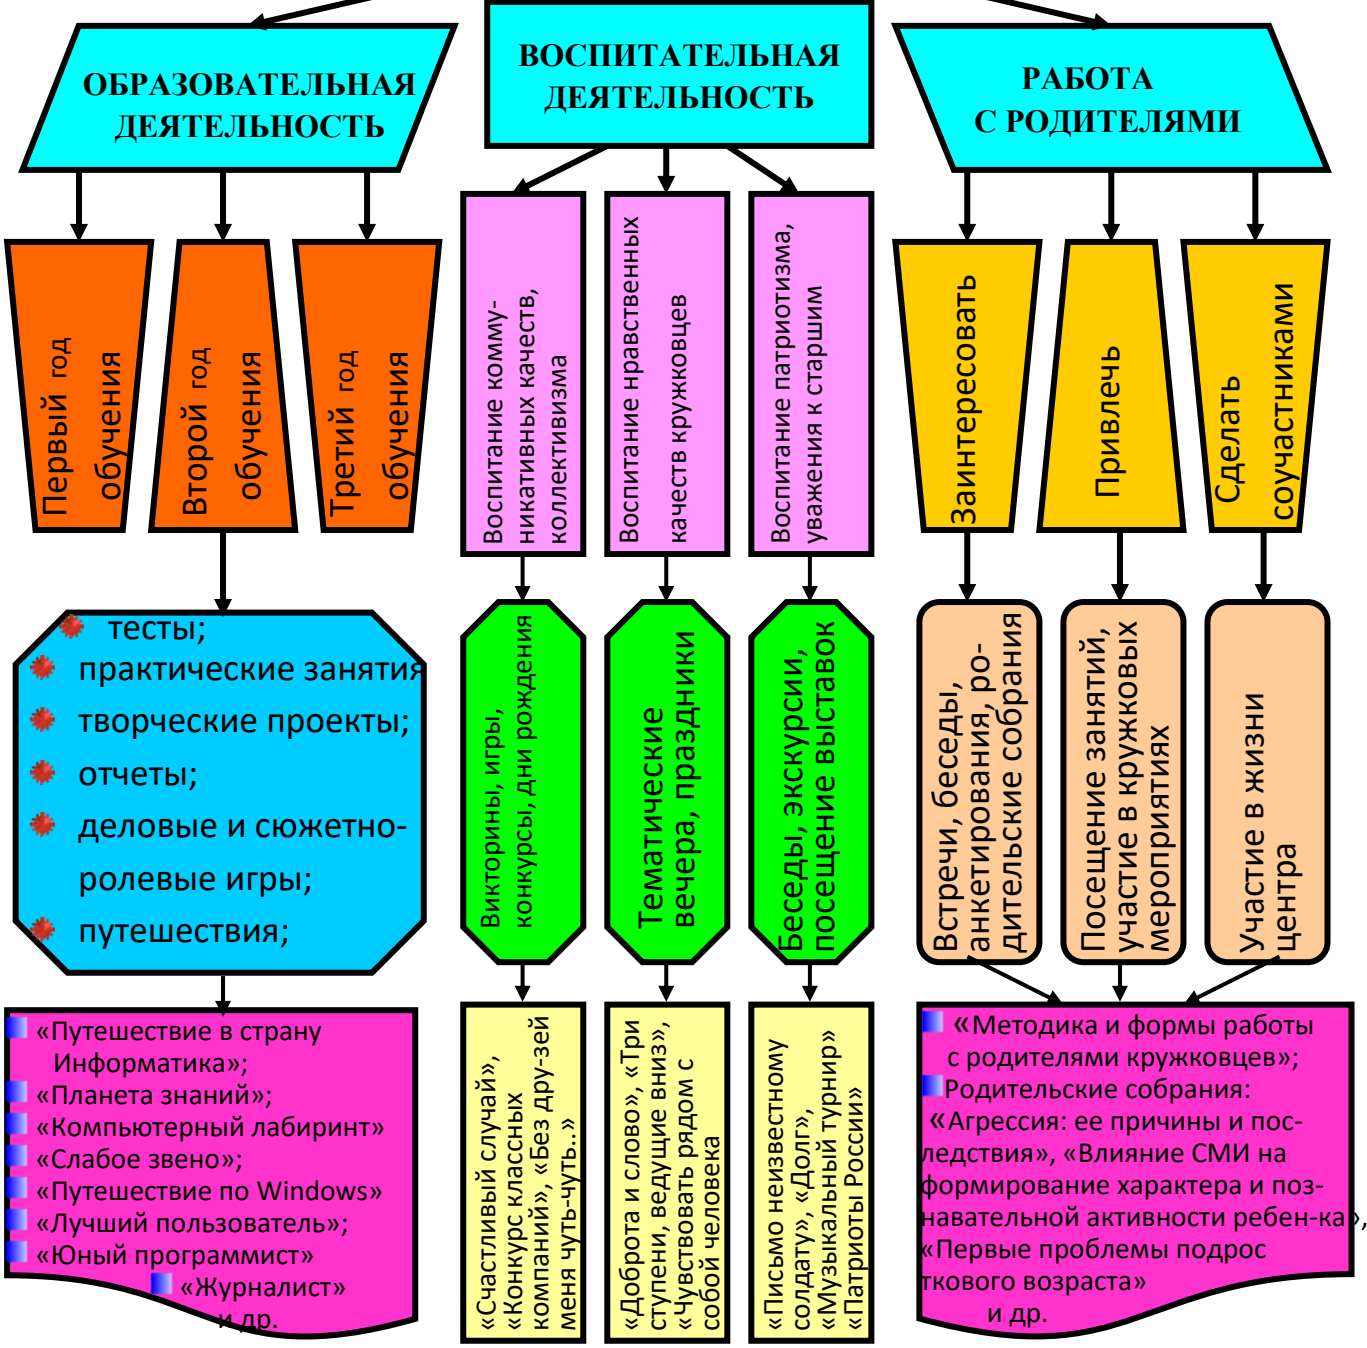 ОБРАЗОВАТЕЛЬНАЯ
ДЕЯТЕЛЬНОСТЬ
Первый год
обучения
Второй год
обучения
Третий год
обучения
тесты;
практические занятия
творческие проекты;
отчеты;
деловые и сюжетно-
ролевые игры;
путешествия;
«Путешествие в страну
Информатика»;
«Планета знаний»;
«Компьютерный лабиринт»
«Слабое звено»;
«Путешествие по Windows»
«Лучший пользователь»;
«Юный программист»
«Журналист»
и др.
ВОСПИТАТЕЛЬНАЯ
ДЕЯТЕЛЬНОСТЬ
Воспитание комму-
никативных качеств,
коллективизма
Воспитание нравственных
качеств кружковцев
Воспитание патриотизма,
уважения к старшим
Викторины, игры,
конкурсы, дни рождения
Тематические
вечера, праздники
Беседы, экскурсии,
посещение выставок
«Счастливый случай»,
«Конкурс классных
компаний», «Без дру-зей
меня чуть-чуть..»
«Доброта и слово», «Три
ступени, ведущие вниз»,
«Чувствовать рядом с
собой человека
«Письмо неизвестному
солдату», «Долг»,
«Музыкальный турнир»
«Патриоты России»
РАБОТА
С РОДИТЕЛЯМИ
Заинтересовать
Привлечь
Сделать
соучастниками
Встречи, беседы,
анкетирования, ро-
дительские собрания
Посещение занятий,
участие в кружковых
мероприятиях
Участие в жизни
центра
«Методика и формы работы
с родителями кружковцев»;
Родительские собрания:
«Агрессия: ее причины и пос-
ледствия», «Влияние СМИ на
формирование характера и поз-
навательной активности ребен-ка»,
«Первые проблемы подрос
ткового возраста»
и др.